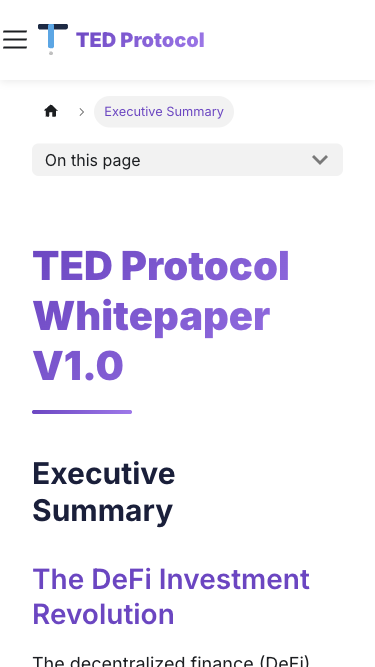 TED Protocol
Executive Summary
On this page
TED Protocol
Whitepaper
V1.0
Executive
Summary
The DeFi Investment
Revolution
The decentralized finance (DeFi)